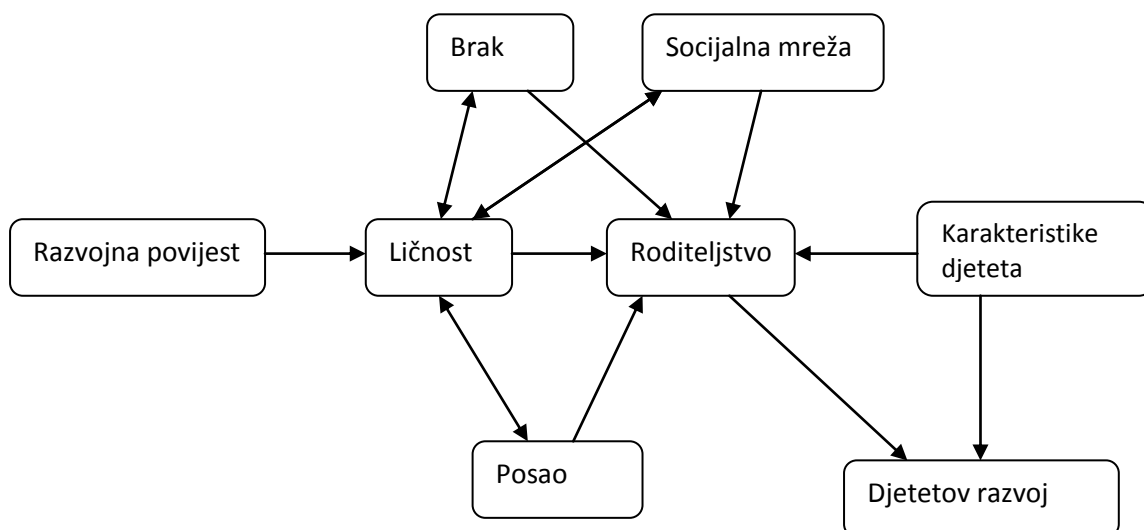 Brak
Socijalna mreža
Razvojna povijest
Ličnost
Roditeljstvo
Karakteristike
djeteta
Posao
Djetetov razvoj